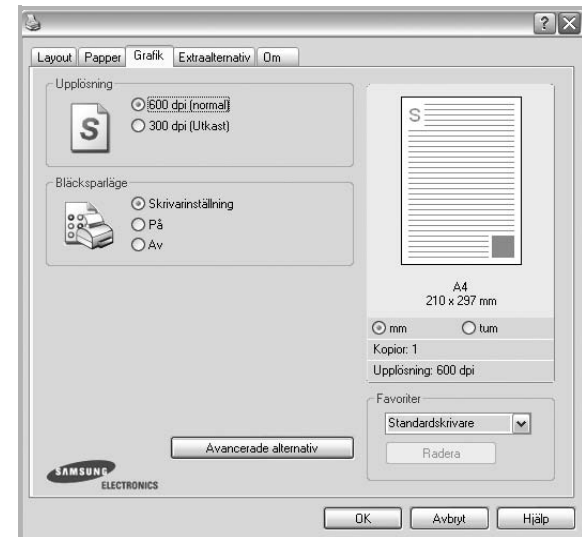 Layout Papper Grafik Extraalternativ Om
Upplösning
S
600 dpi (normal)
300 dpi (Utkast)
Bläcksparläge
Skrivarinställning
På
Av
S
A4
210 x 297 mm
mm tum
Kopior: 1
Upplösning: 600 dpi
Favoriter
Standardskrivare
Radera
Avancerade alternativ
SAMSUNG
ELECTRONICS
OK Avbryt Hjälp